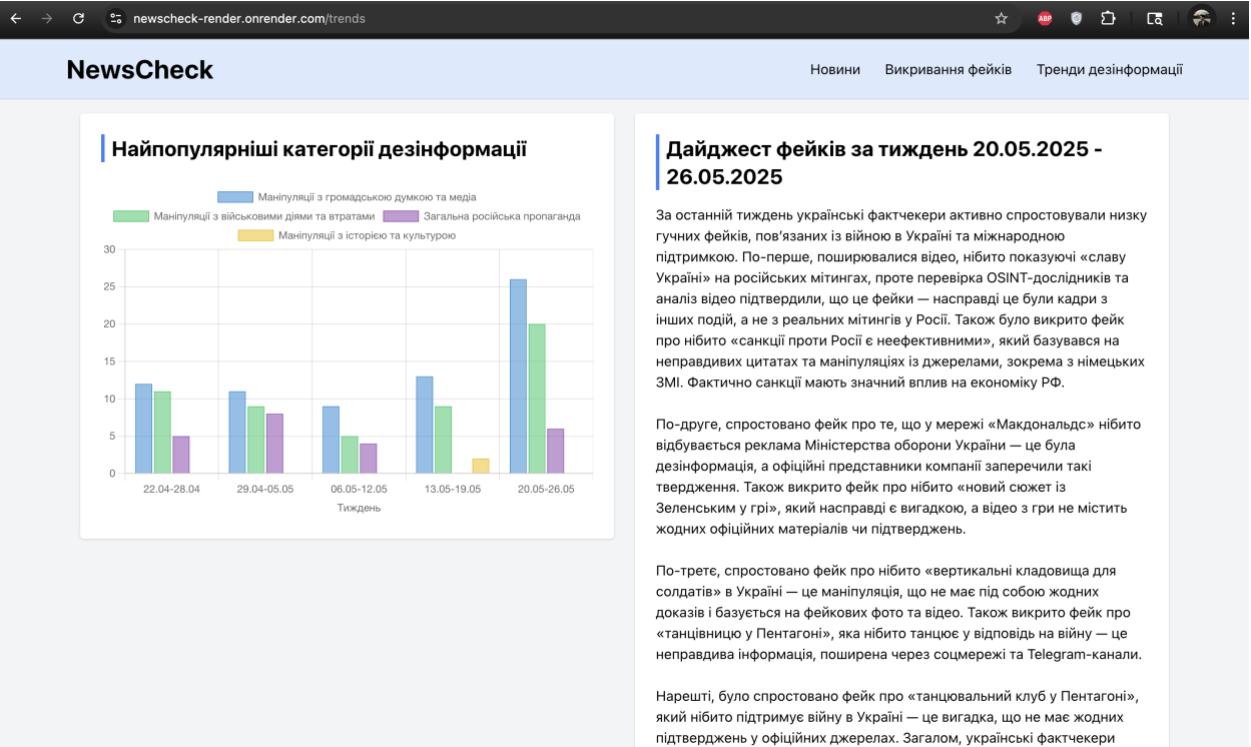 newscheck-render.onrender.com/trends
ABP
NewsCheck
Новини
Викривання фейків
Тренди дезінформації
Найпопулярніші категорії дезінформації
Маніпуляції з громадською думкою та медіа
Маніпуляції з військовими діями та втратами
Загальна російська пропаганда
Маніпуляції з історією та культурою
30
25
20
15
10
5
0
22.04-28.04
29.04-05.05
06.05-12.05
13.05-19.05
20.05-26.05
Тиждень
Дайджест фейків за тиждень 20.05.2025 -
26.05.2025
За останній тиждень українські фактчекери активно спростовували низку
гучних фейків, пов’язаних із війною в Україні та міжнародною
підтримкою. По-перше, поширювалися відео, нібито показуючі «славу
Україні» на російських мітингах, проте перевірка OSINT-дослідників та
аналіз відео підтвердили, що це фейки — насправді це були кадри з
інших подій, а не з реальних мітингів у Росії. Також було викрито фейк
про нібито «санкції проти Росії є неефективними», який базувався на
неправдивих цитатах та маніпуляціях із джерелами, зокрема з німецьких
ЗМІ. Фактично санкції мають значний вплив на економіку РФ.
По-друге, спростовано фейк про те, що у мережі «Макдональдс» нібито
відбувається реклама Міністерства оборони України — це була
дезінформація, а офіційні представники компанії заперечили такі
твердження. Також викрито фейк про нібито «новий сюжет із
Зеленським у грі», який насправді є вигадкою, а відео з гри не містить
жодних офіційних матеріалів чи підтверджень.
По-третє, спростовано фейк про нібито «вертикальні кладовища для
солдатів» в Україні — це маніпуляція, що не має під собою жодних
доказів і базується на фейкових фото та відео. Також викрито фейк про
«танцівницю у Пентагоні», яка нібито танцює у відповідь на війну — це
неправдива інформація, поширена через соцмережі та Telegram-канали.
Нарешті, було спростовано фейк про «танцювальний клуб у Пентагоні»,
який нібито підтримує війну в Україні — це вигадка, що не має жодних
підтверджень у офіційних джерелах. Загалом, українські фактчекери